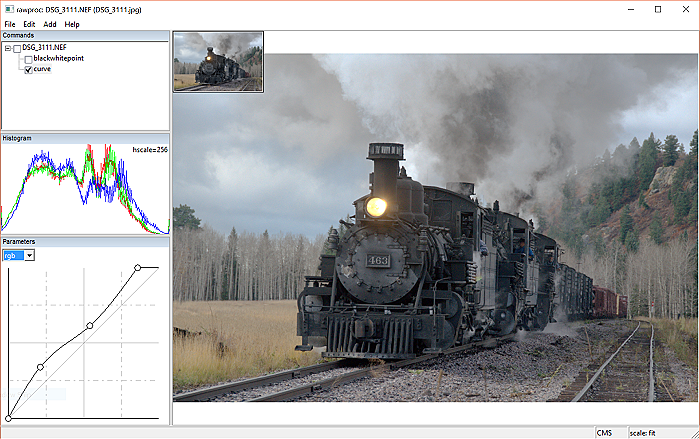 rawproc: DSG_3111.NEF (DSG_3111.jpg)
File Edit Add Help
Commands
DSG_3111.NEF
blackwhitepoint
curve
Histogram
hscale=256
Parameters
rgb
463
CMS
scale: fit